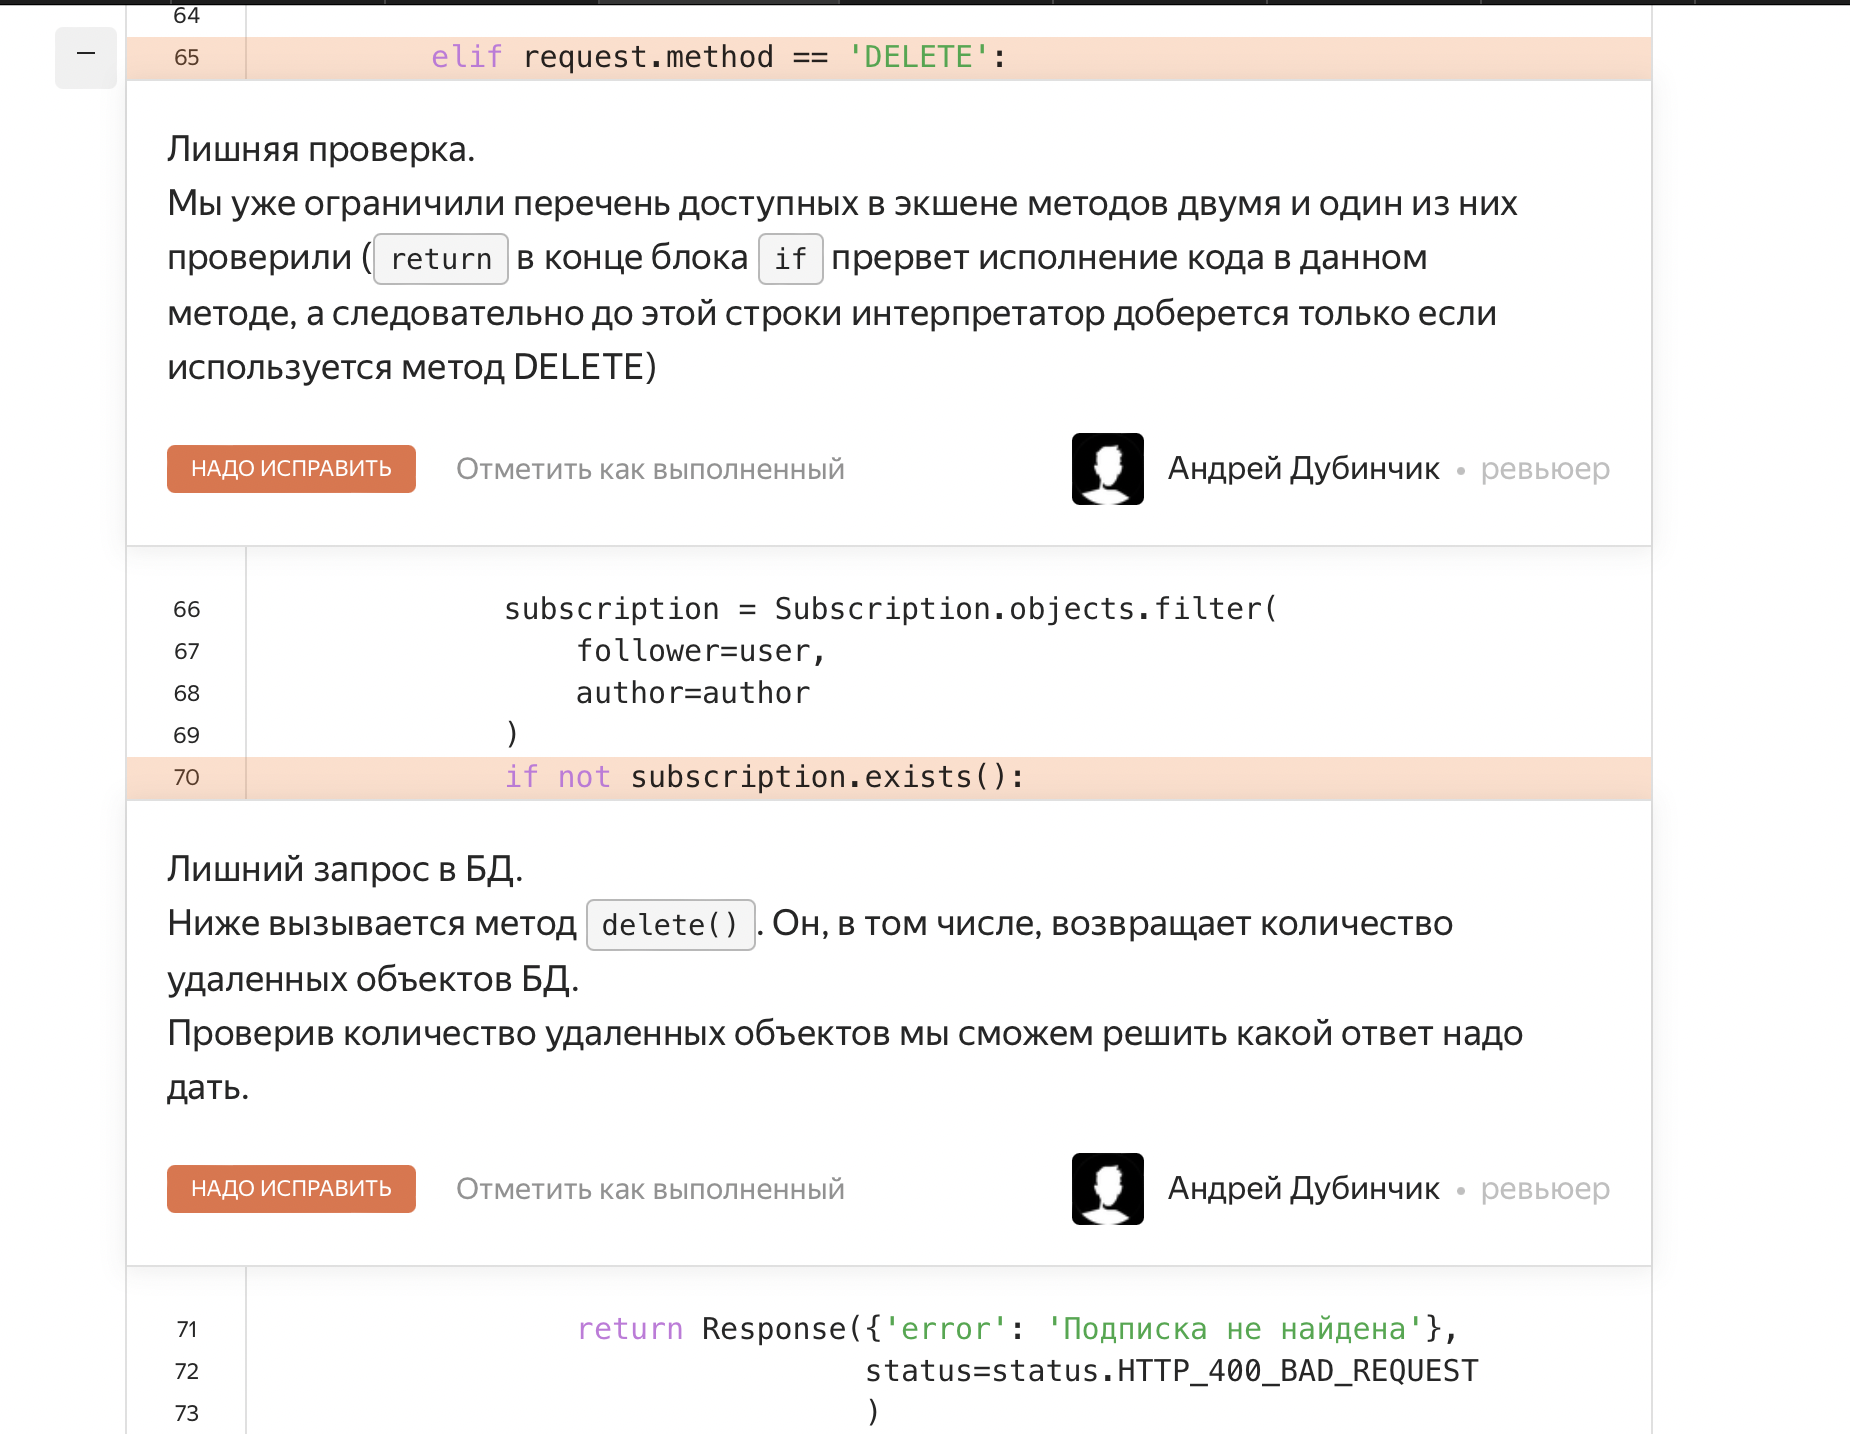 64
65 elif request.method == 'DELETE':
Лишняя проверка.
Мы уже ограничили перечень доступных в экшене методов двумя и один из них
проверили ( return в конце блока if прервет исполнение кода в данном
методе, а следовательно до этой строки интерпретатор доберется только если
используется метод DELETE)
НАДО ИСПРАВИТЬ Отметить как выполненный Андрей Дубинчик • ревьюер
66 subscription = Subscription.objects.filter(
67 follower=user,
68 author=author
69 )
70 if not subscription.exists():
Лишний запрос в БД.
Ниже вызывается метод delete() . Он, в том числе, возвращает количество
удаленных объектов БД.
Проверив количество удаленных объектов мы сможем решить какой ответ надо
дать.
НАДО ИСПРАВИТЬ Отметить как выполненный Андрей Дубинчик • ревьюер
71 return Response({'error': 'Подписка не найдена'},
72 status=status.HTTP_400_BAD_REQUEST
73 )